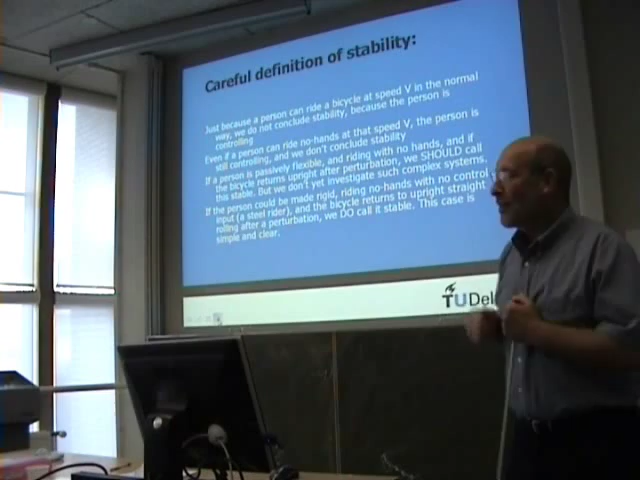 Careful definition of stability:
Just because a person can ride a bicycle at speed V in the normal
way, we do not conclude stability, because the person is
controlling
Even if a person can ride no-hands at that speed V, the person is
still controlling, and we don't conclude stability
If a person is passively flexible, and riding with no hands, and if
the bicycle returns upright after perturbation, we SHOULD call
this stable. But we don't yet investigate such complex systems.
If the person could be made rigid, riding no-hands with no control
input (a steel rider), and the bicycle returns to upright straight
rolling after a perturbation, we DO call it stable. This case is
simple and clear.
TUDel